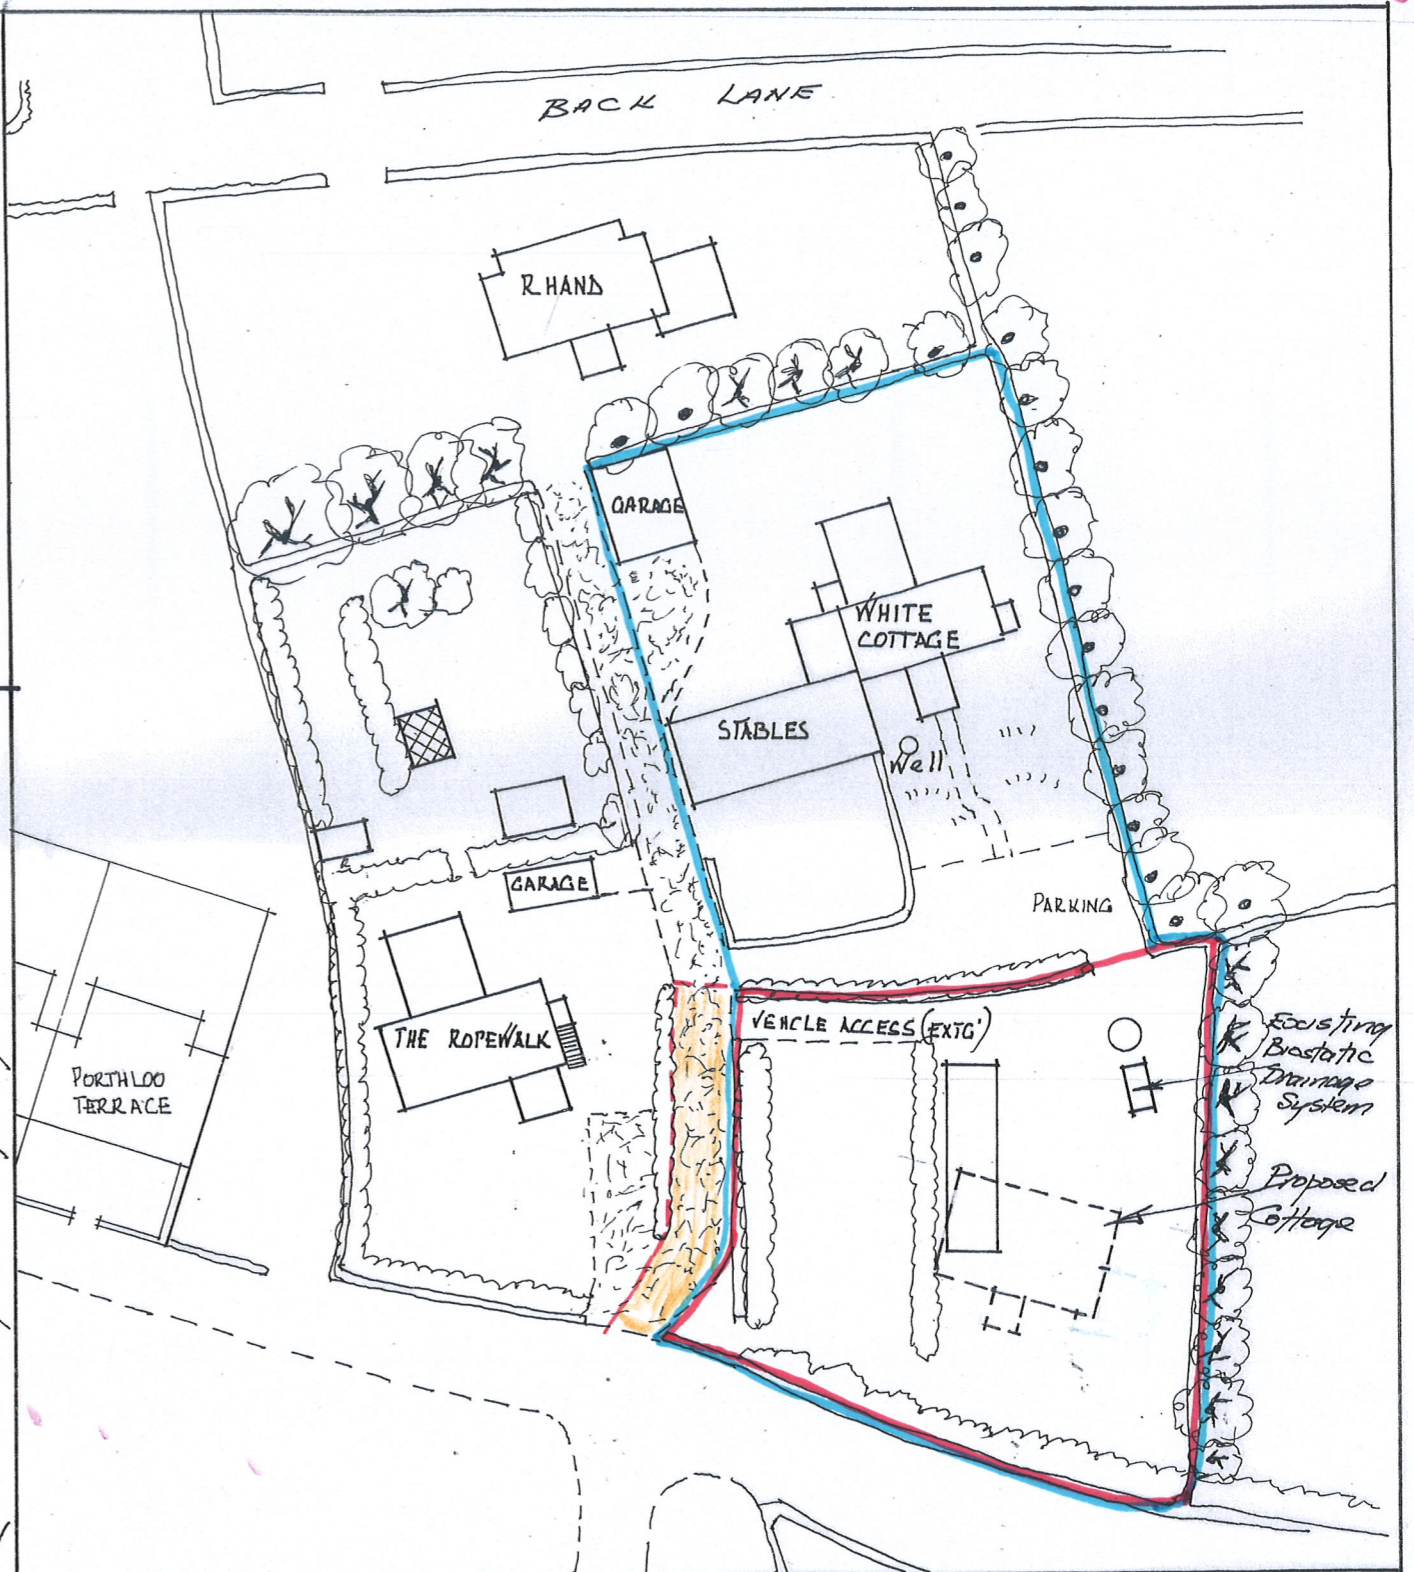 BACK LANE
RHAND
GARAGE
WHITE
COTTAGE
STABLES
Well
GARAGE
PARKING
THE ROPEWALK
VEHCLE ACCESS (EXTG')
PORTHLOO
TERRACE
Existing
Biostatic
Drainage
System
Proposed
Cottage